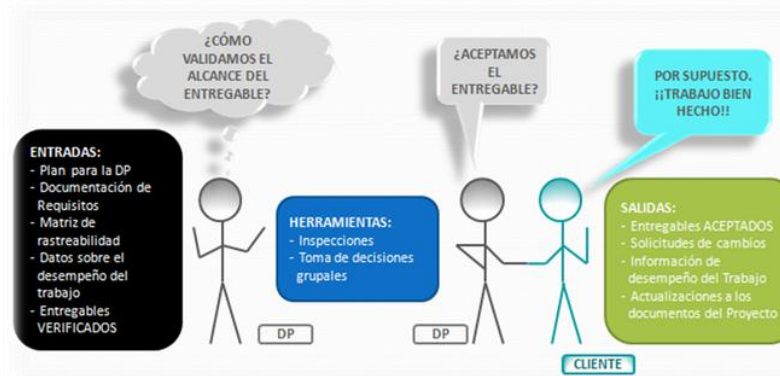 ¿CÓMO
VALIDAMOS EL
ALCANCE DEL
ENTREGABLE?
¿ACEPTAMOS
EL
ENTREGABLE?
POR SUPUESTO.
¡¡TRABAJO BIEN
HECHO!!
ENTRADAS:
- Plan para la DP
- Documentación de
Requisitos
- Matriz de
rastreabilidad
- Datos sobre el
desempeño del
trabajo
- Entregables
VERIFICADOS
HERRAMIENTAS:
- Inspecciones
- Toma de decisiones
grupales
SALIDAS:
- Entregables ACEPTADOS
- Solicitudes de cambios
- Información de
desempeño del Trabajo
- Actualizaciones a los
documentos del Proyecto
DP
DP
CLIENTE